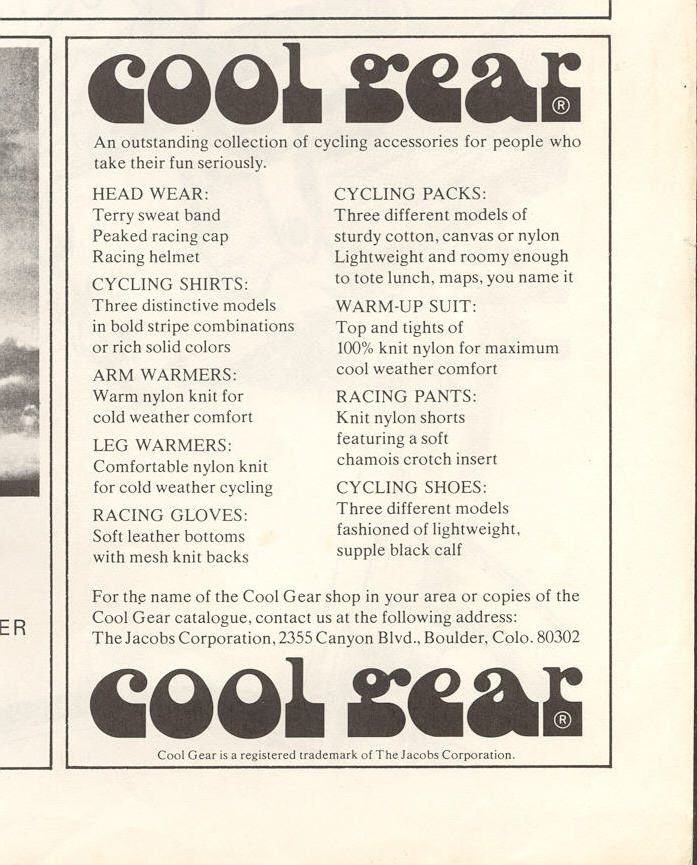 cool gear®
An outstanding collection of cycling accessories for people who
take their fun seriously.
HEAD WEAR:
Terry sweat band
Peaked racing cap
Racing helmet
CYCLING SHIRTS:
Three distinctive models
in bold stripe combinations
or rich solid colors
ARM WARMERS:
Warm nylon knit for
cold weather comfort
LEG WARMERS:
Comfortable nylon knit
for cold weather cycling
RACING GLOVES:
Soft leather bottoms
with mesh knit backs
CYCLING PACKS:
Three different models of
sturdy cotton, canvas or nylon
Lightweight and roomy enough
to tote lunch, maps, you name it
WARM-UP SUIT:
Top and tights of
100% knit nylon for maximum
cool weather comfort
RACING PANTS:
Knit nylon shorts
featuring a soft
chamois crotch insert
CYCLING SHOES:
Three different models
fashioned of lightweight,
supple black calf
For the name of the Cool Gear shop in your area or copies of the
Cool Gear catalogue, contact us at the following address:
The Jacobs Corporation, 2355 Canyon Blvd., Boulder, Colo. 80302
cool gear®
Cool Gear is a registered trademark of The Jacobs Corporation.
ER